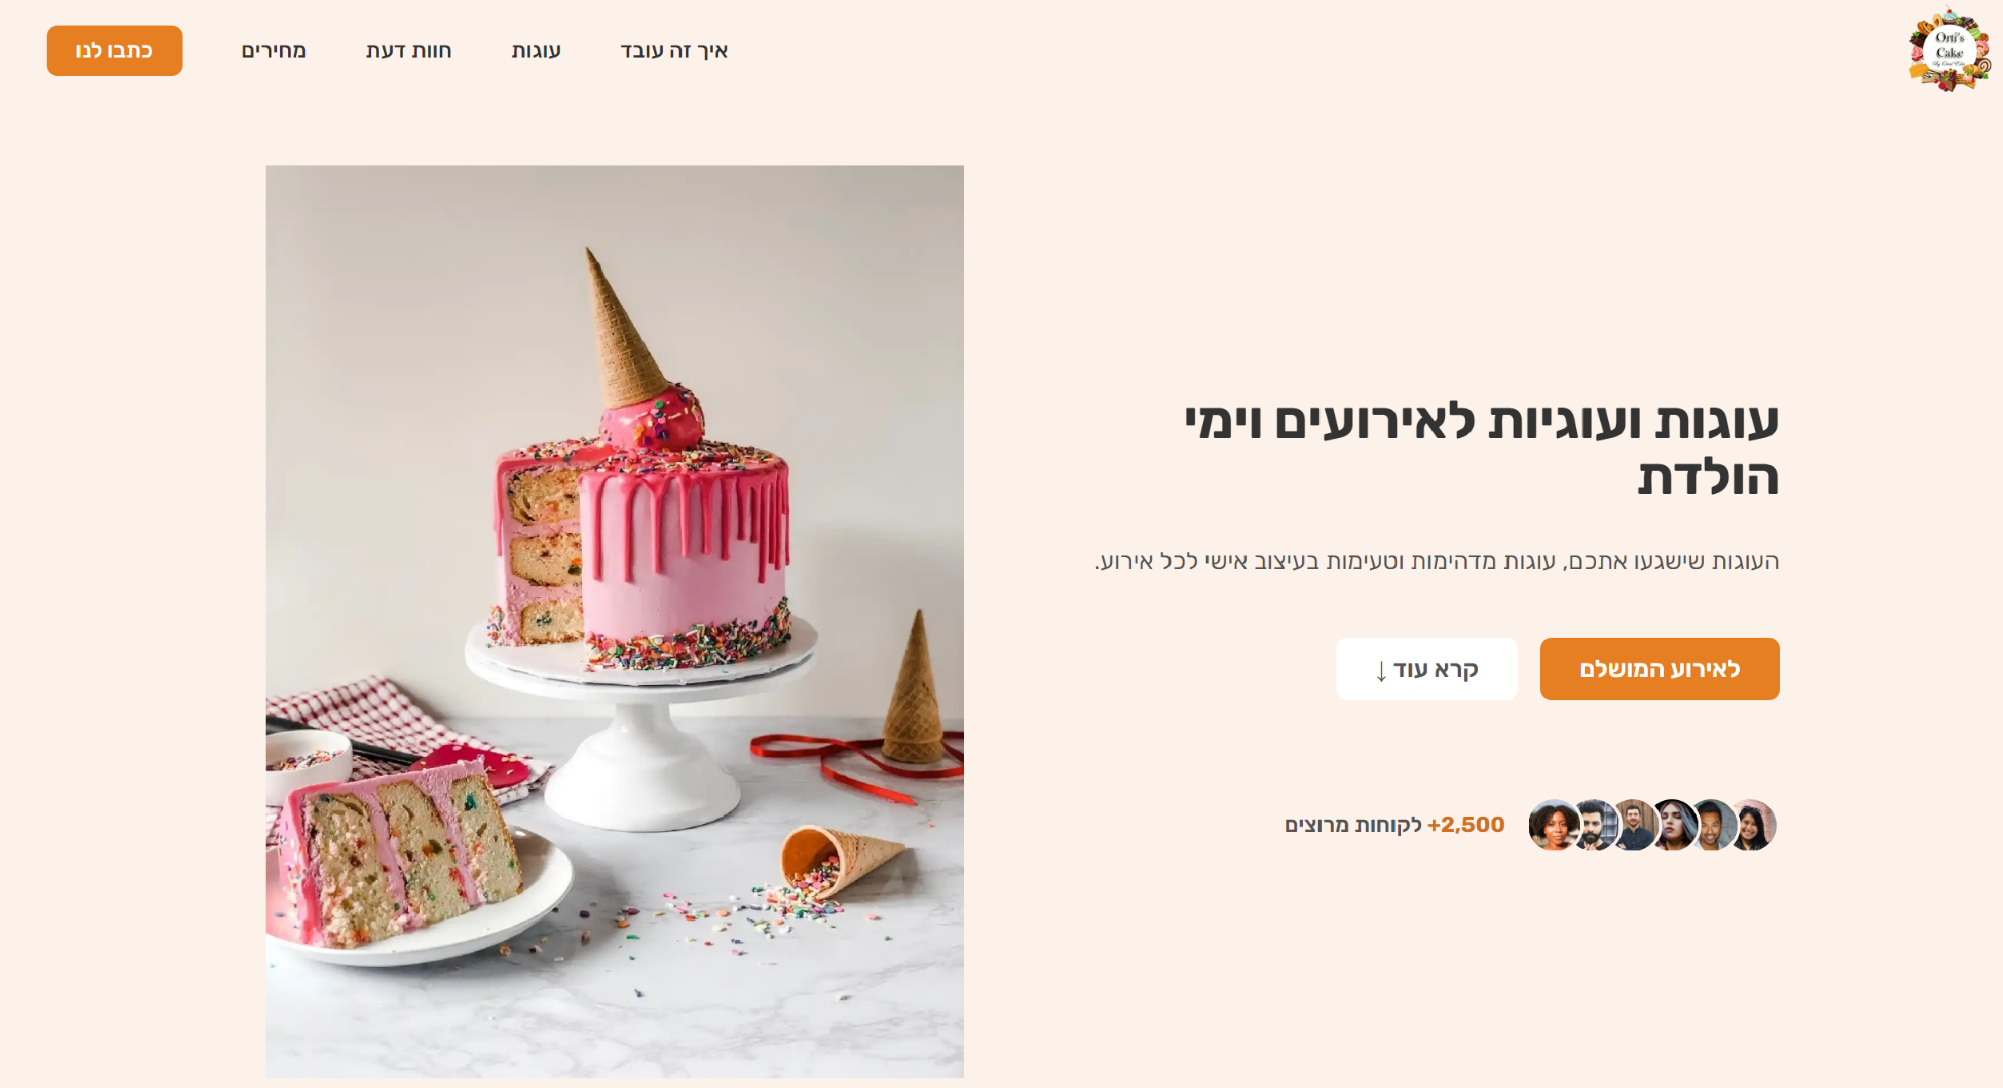 Orti's
Cake
איך זה עובד
עוגות
חוות דעת
מחירים
כתבו לנו
עוגות ועוגיות לאירועים וימי
הולדת
העוגות שישגעו אתכם, עוגות מדהימות וטעימות בעיצוב אישי לכל אירוע.
לאירוע המושלם
קרא עוד ↓
2,500+ לקוחות מרוצים